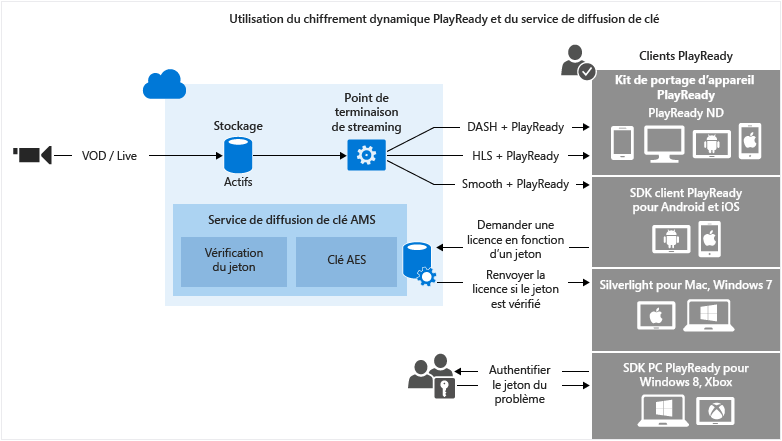 Utilisation du chiffrement dynamique PlayReady et du service de diffusion de clé
Clients PlayReady
Kit de portage d'appareil
PlayReady
PlayReady ND
Point de
terminaison
de streaming
Stockage
Actifs
VOD / Live
DASH + PlayReady
HLS + PlayReady
Smooth + PlayReady
SDK client PlayReady
pour Android et iOS
Service de diffusion de clé AMS
Vérification
du jeton
Clé AES
Demander une
licence en fonction
d'un jeton
Renvoyer la
licence si le jeton
est vérifié
Silverlight pour Mac, Windows 7
Authentifier
le jeton du
problème
SDK PC PlayReady pour
Windows 8, Xbox